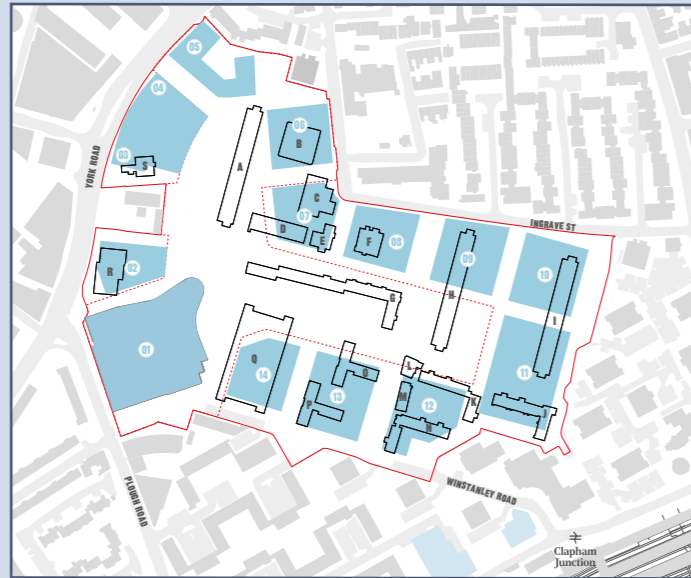 05
04
06
B
03
S
YORK ROAD
A
C
07
D
E
F
08
INGRAVE ST
09
10
R
02
G
H
I
01
Q
14
O
13
P
L
M
12
K
N
11
J
PLOUGH ROAD
WINSTANLEY ROAD
Clapham
Junction